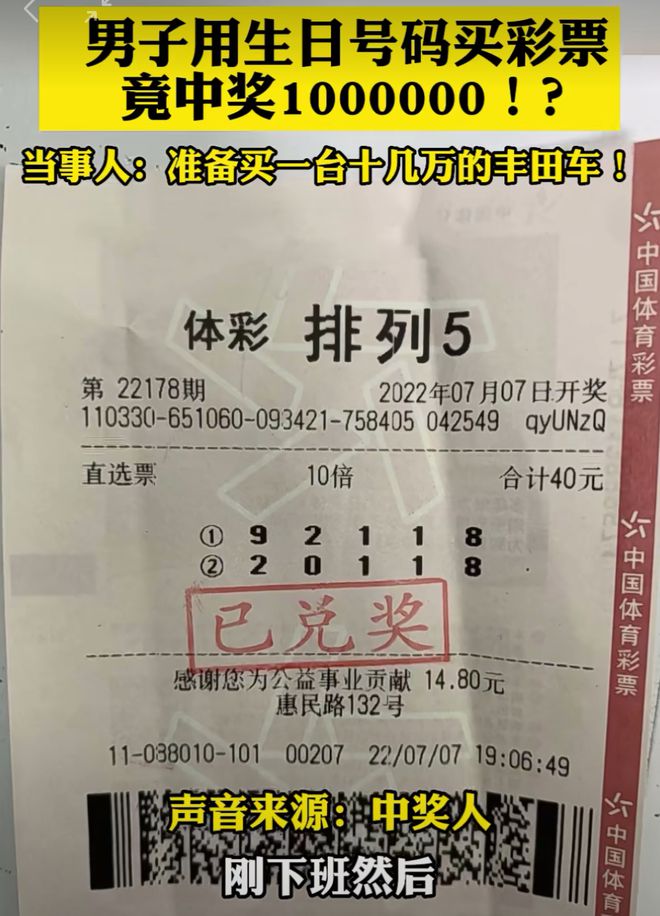 男子用生日号码买彩票
竟中奖1000000！？
当事人：准备买一台十几万的丰田车！
体彩 排列5
第 22178期 2022年07月07日开奖
110330-651060-093421-758405 042549 qyUNzQ
直选票 10倍 合计40元
① 9 2 1 1 8
② 2 0 1 1 8
已兑奖
感谢您为公益事业贡献 14.80元
惠民路132号
11-088010-101 00207 22/07/07 19:06:49
声音来源：中奖人
刚下班然后
中国体育彩票
中国体育彩票
中国体育